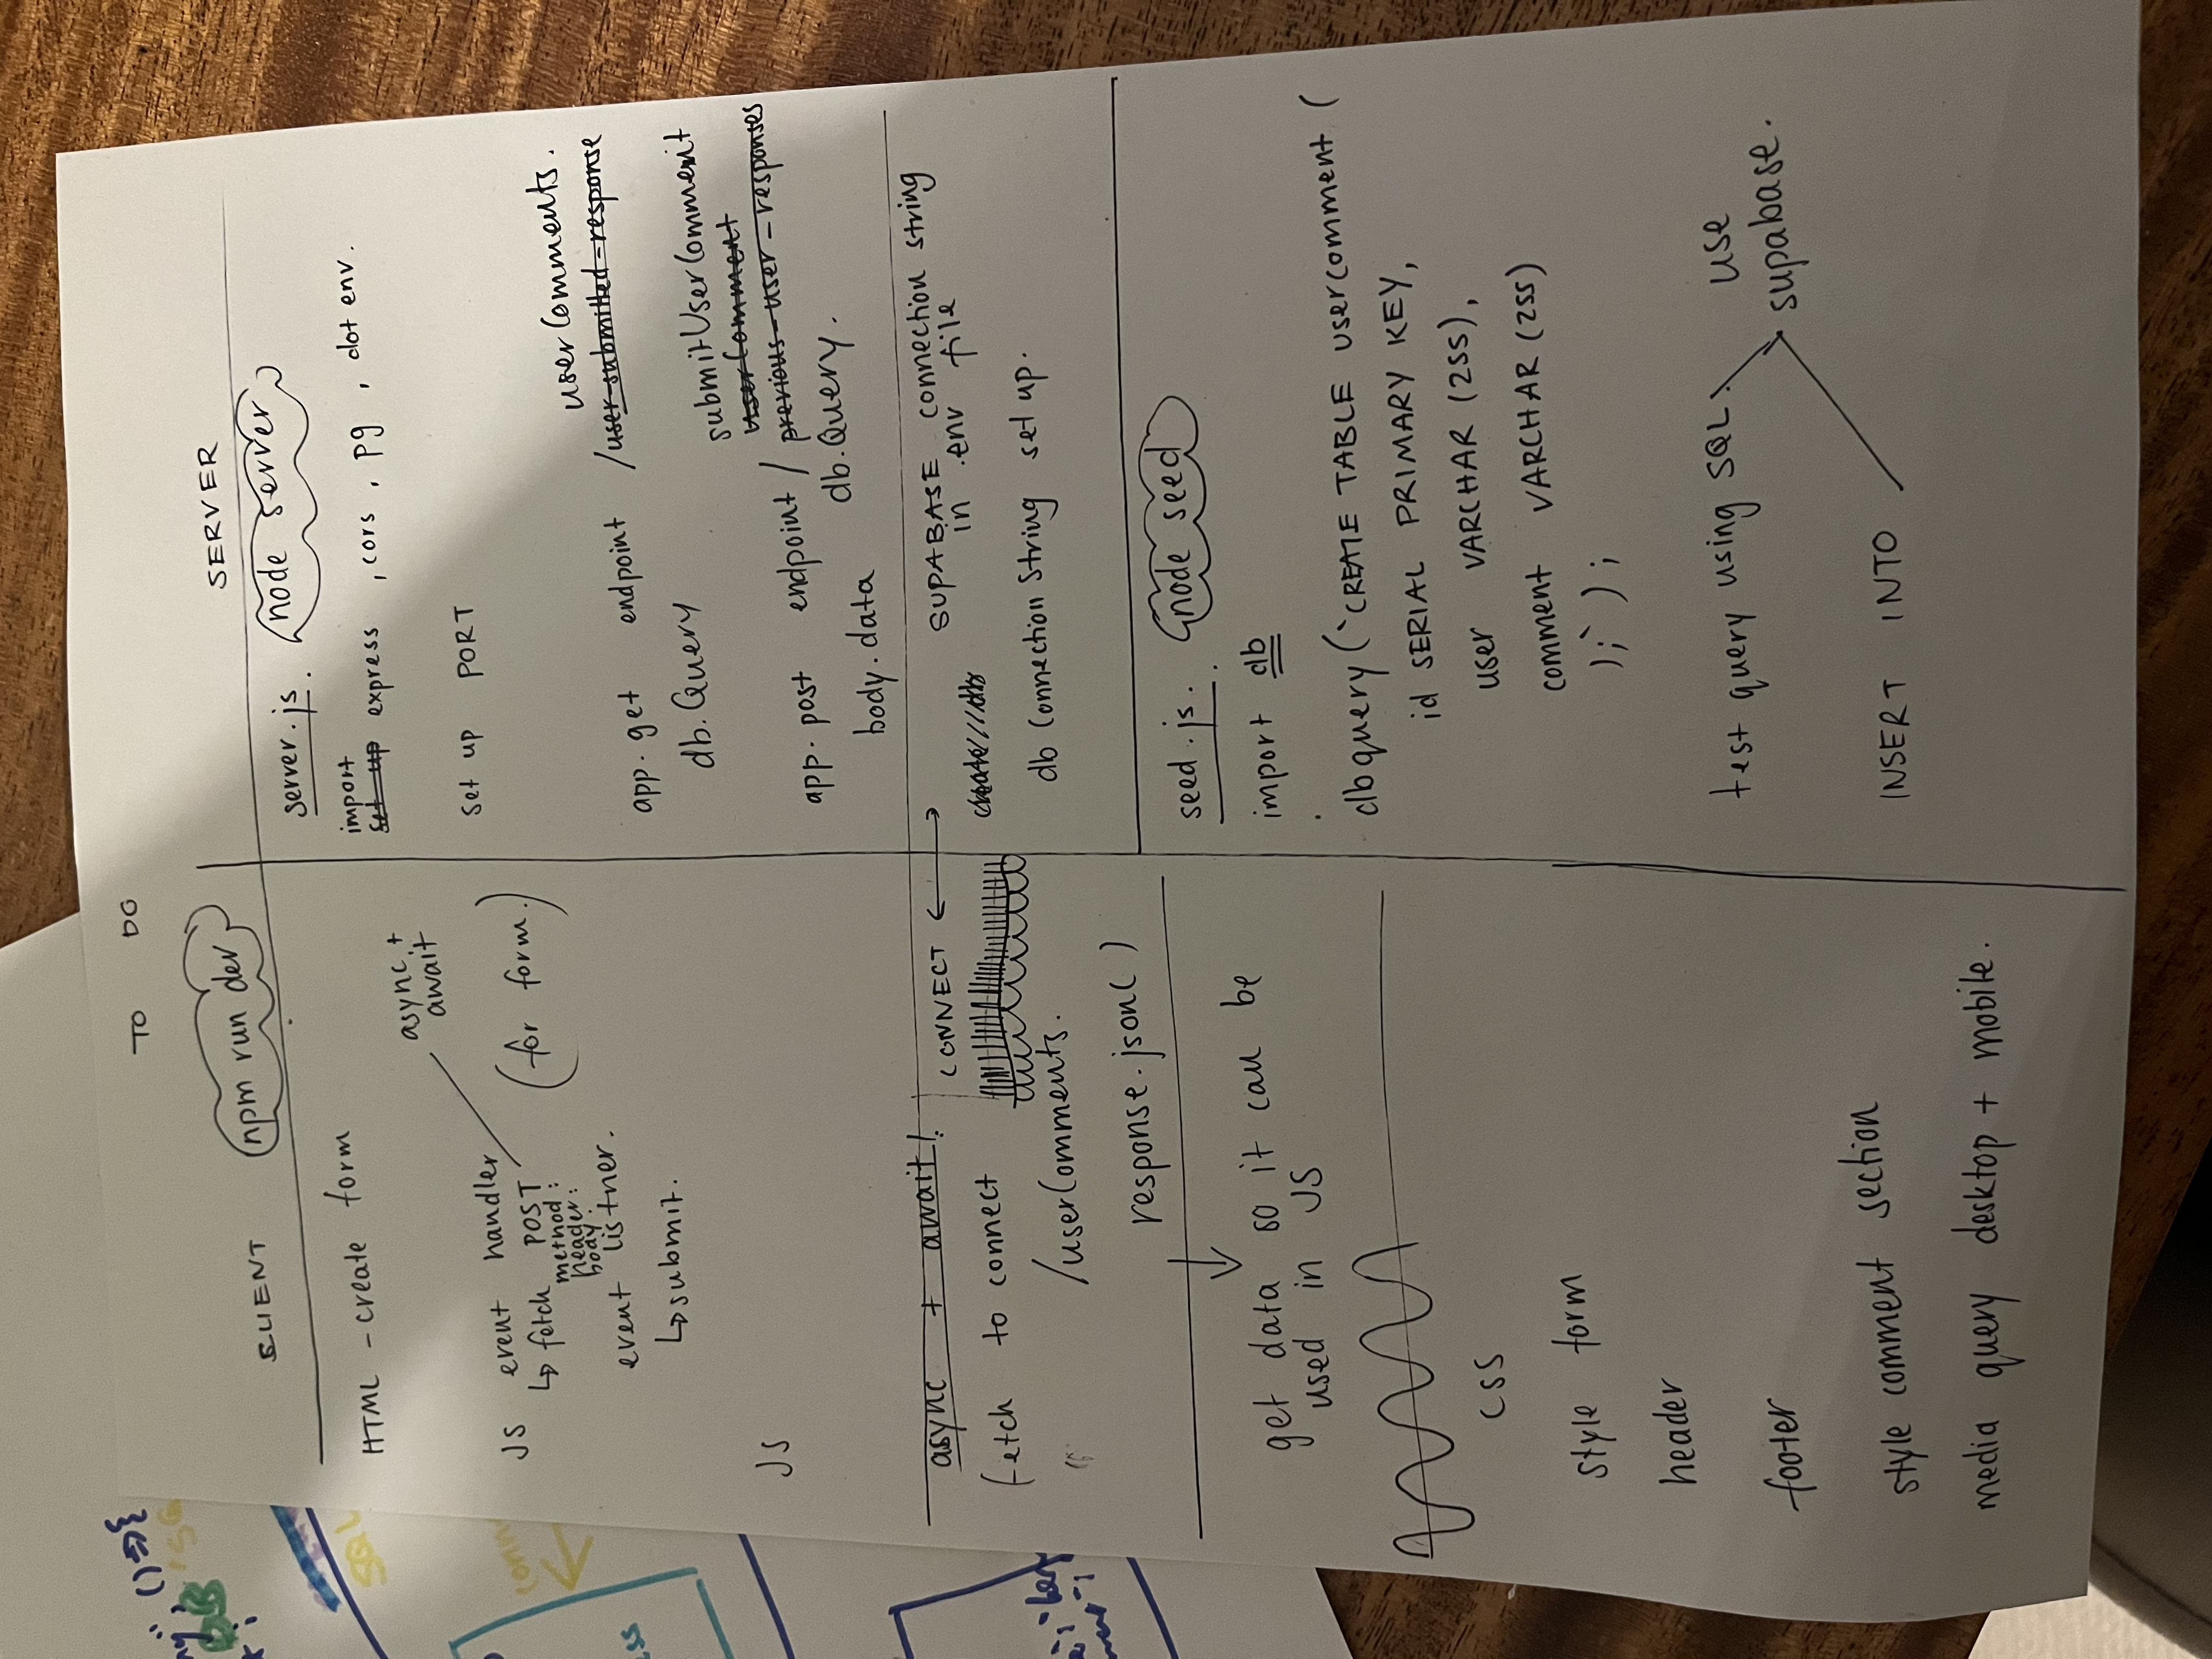 TO DO
CLIENT npm run dev
HTML - create form
async + 
await
JS event handler
↳ fetch POST
method :
header :
body :
(for form.)
event listner.
↳ submit.
JS
async + await!
CONNECT ↔
fetch to connect
"
/userComments.
response.json( )
get data so it can be
used in JS
CSS
style form
header
footer
style comment section
media query desktop + mobile.
SERVER
server.js. node server
import
set up express , cors , pg , dot env.
set up PORT
userComments.
app.get endpoint /user-submitted-response
db.Query
submitUserComment
userComment
app.post endpoint / previous-user-responses
db.Query.
body.data
SUPABASE connection string
in .env file
create db
db Connection String set up.
seed.js. node seed
import db
db query (`CREATE TABLE usercomment (
id SERIAL PRIMARY KEY,
user VARCHAR (255),
comment VARCHAR (255)
);`) ;
test query using SQL.
use
supabase.
INSERT INTO
", () => {
DB
SQL
conn
ess